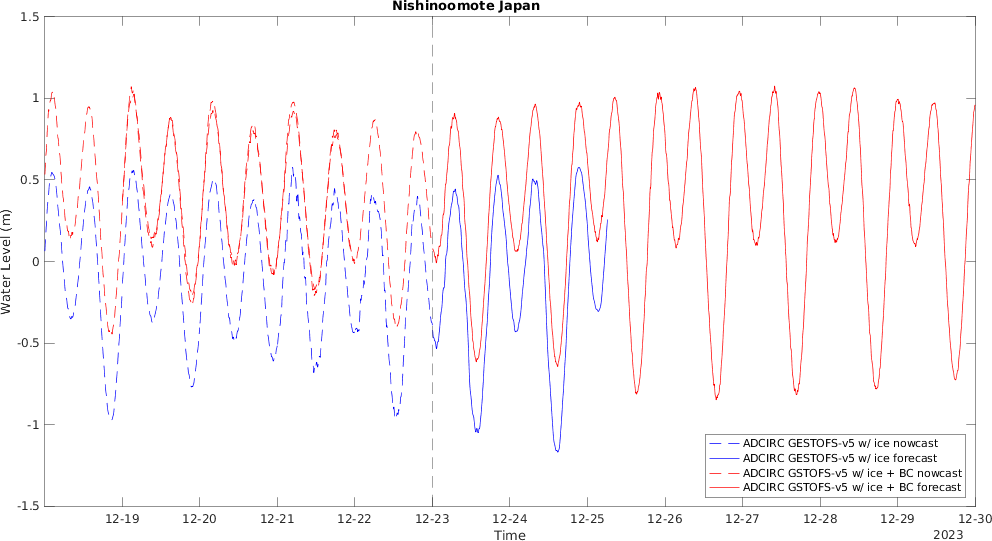 Nishinoomote Japan
1.5
1
0.5
0
-0.5
-1
-1.5
Water Level (m)
ADCIRC GESTOFS-v5 w/ ice nowcast
ADCIRC GESTOFS-v5 w/ ice forecast
ADCIRC GSTOFS-v5 w/ ice + BC nowcast
ADCIRC GSTOFS-v5 w/ ice + BC forecast
12-19 12-20 12-21 12-22 12-23 12-24 12-25 12-26 12-27 12-28 12-29 12-30
Time
2023